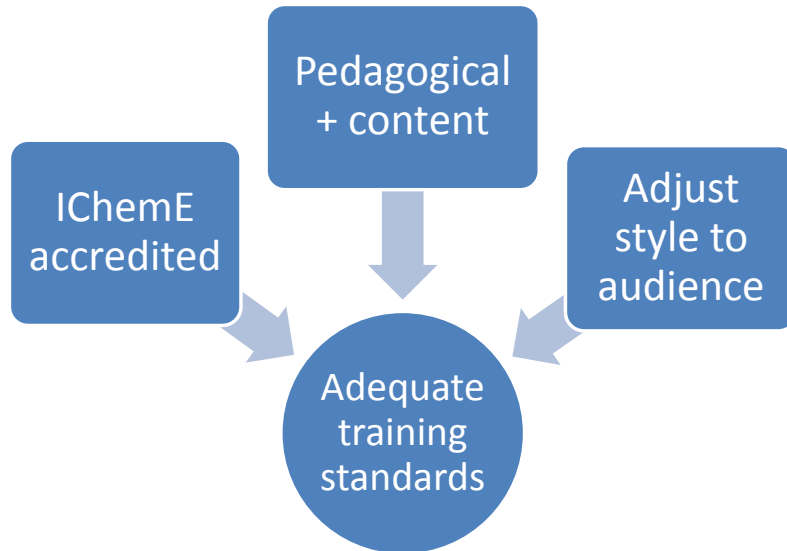 Pedagogical
+ content
IChemE
accredited
Adjust
style to
audience
Adequate
training
standards